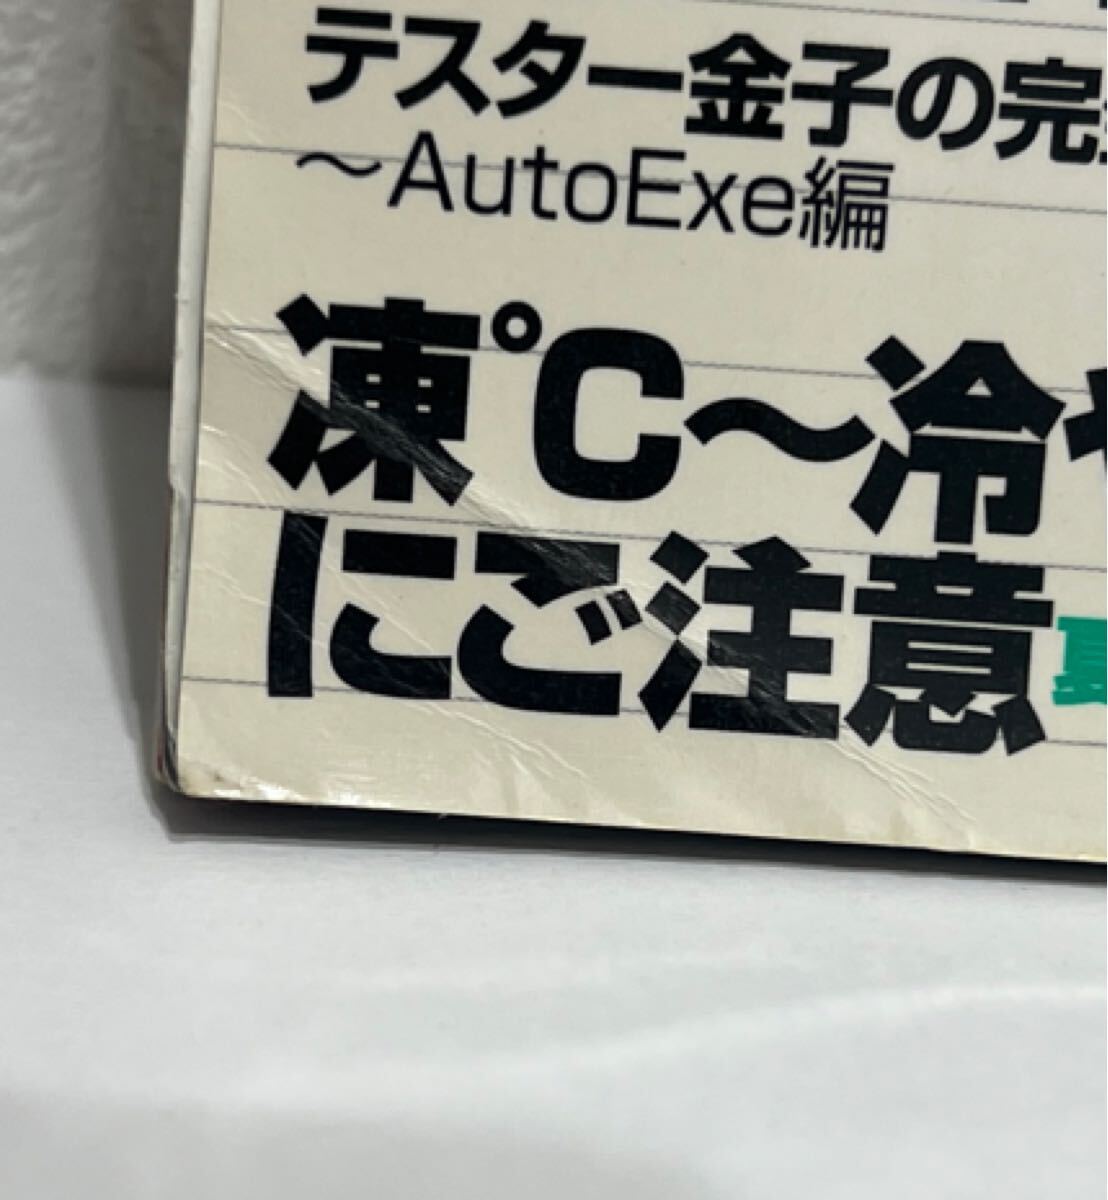 テスター金子の完
～AutoExe編
凍℃～冷や
にご注意